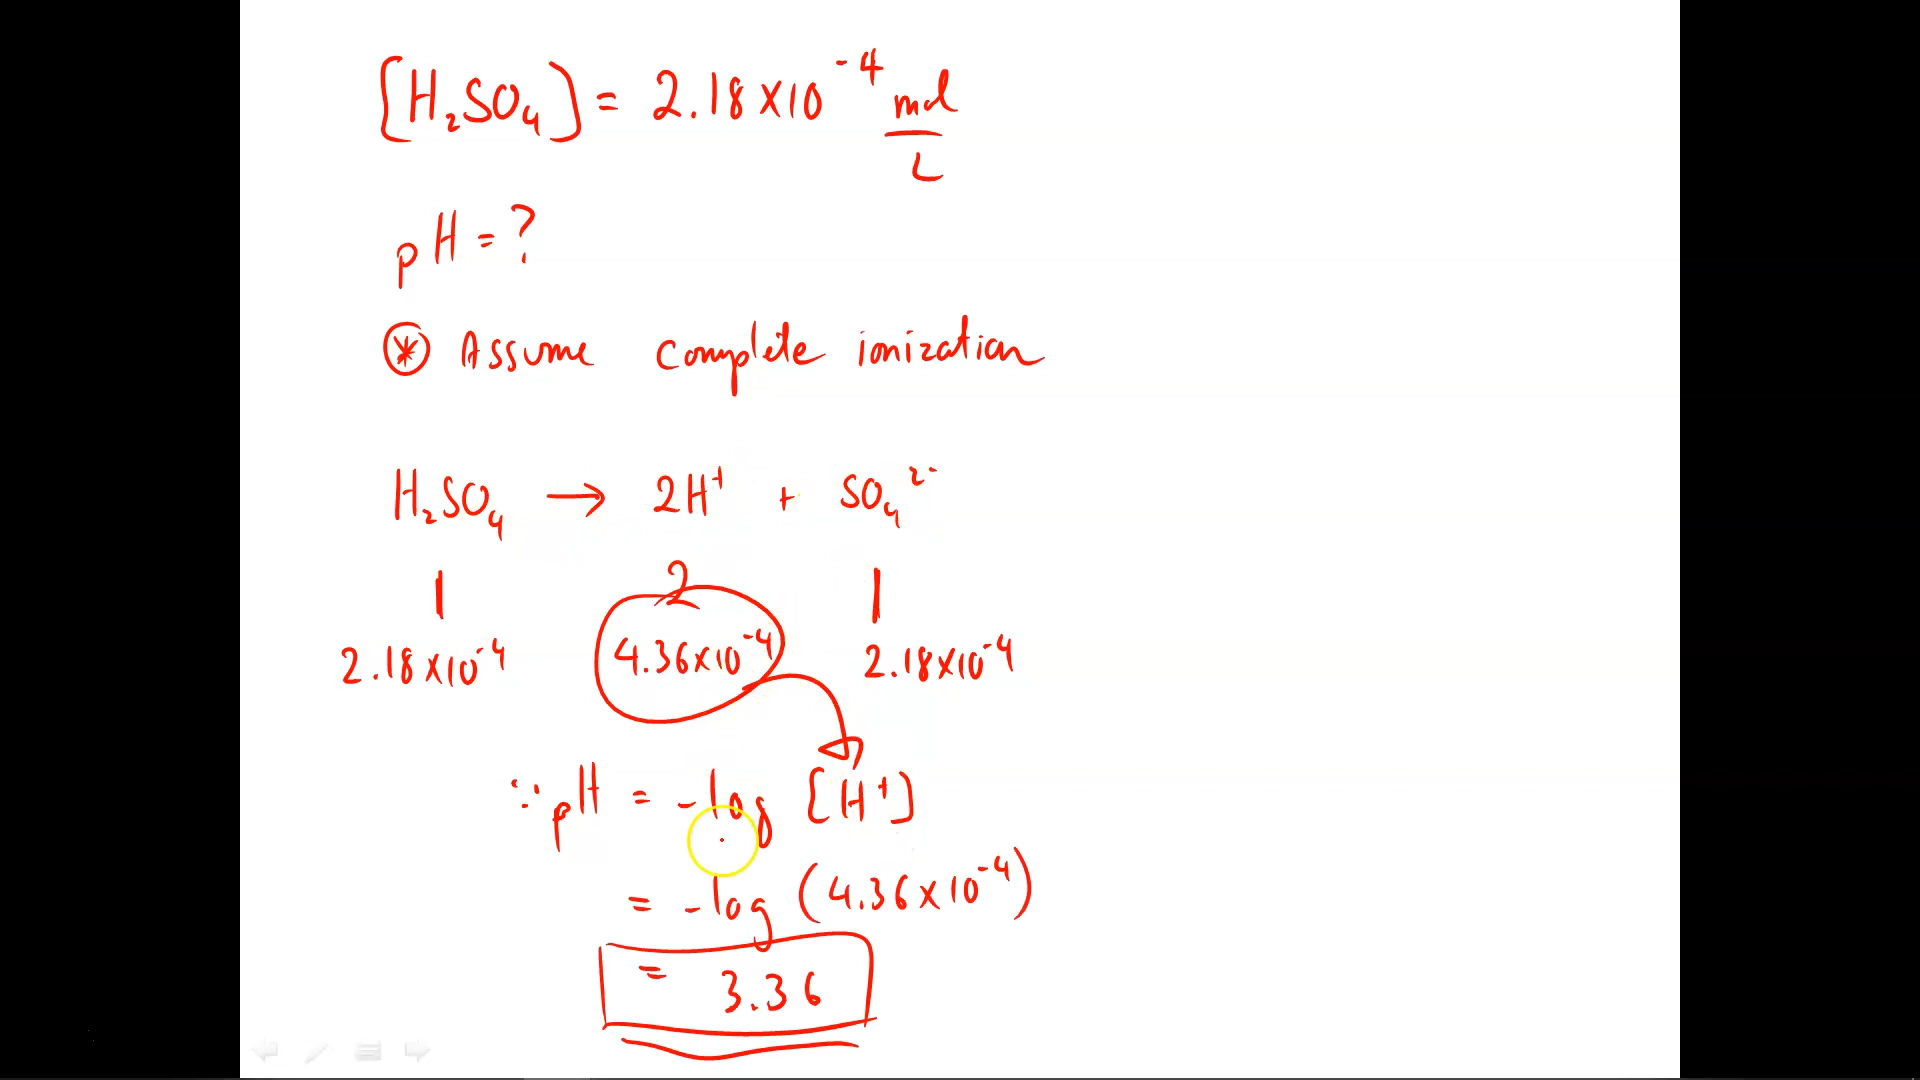 [H₂SO₄] = 2.18×10⁻⁴ mol/L
pH = ?
⊛ Assume complete ionization
H₂SO₄ → 2H⁺ + SO₄²⁻
1 2 1
2.18×10⁻⁴ 4.36×10⁻⁴ 2.18×10⁻⁴
∵ pH = -log [H⁺]
= -log (4.36×10⁻⁴)
= 3.36